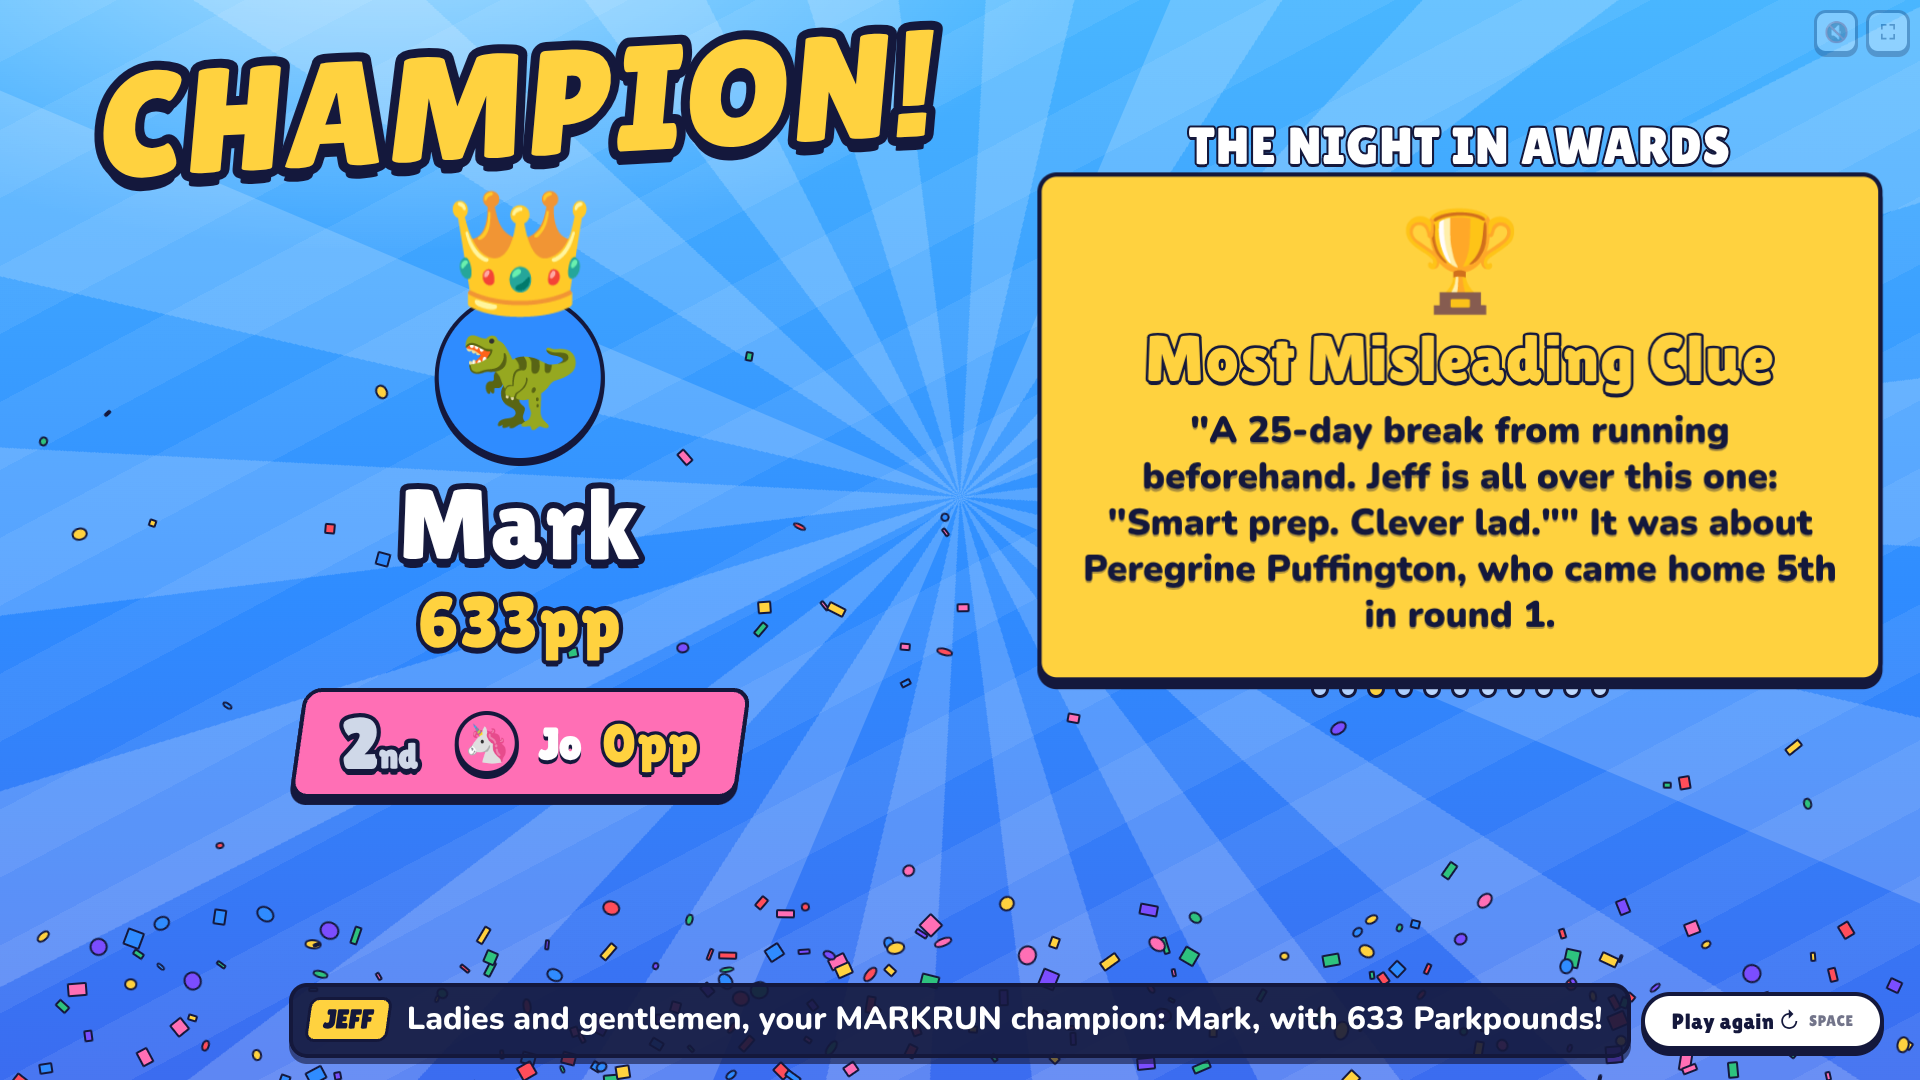 CHAMPION!
Mark
633pp
2nd Jo 0pp
THE NIGHT IN AWARDS
Most Misleading Clue
"A 25-day break from running
beforehand. Jeff is all over this one:
"Smart prep. Clever lad."" It was about
Peregrine Puffington, who came home 5th
in round 1.
JEFF Ladies and gentlemen, your MARKRUN champion: Mark, with 633 Parkpounds!
Play again SPACE